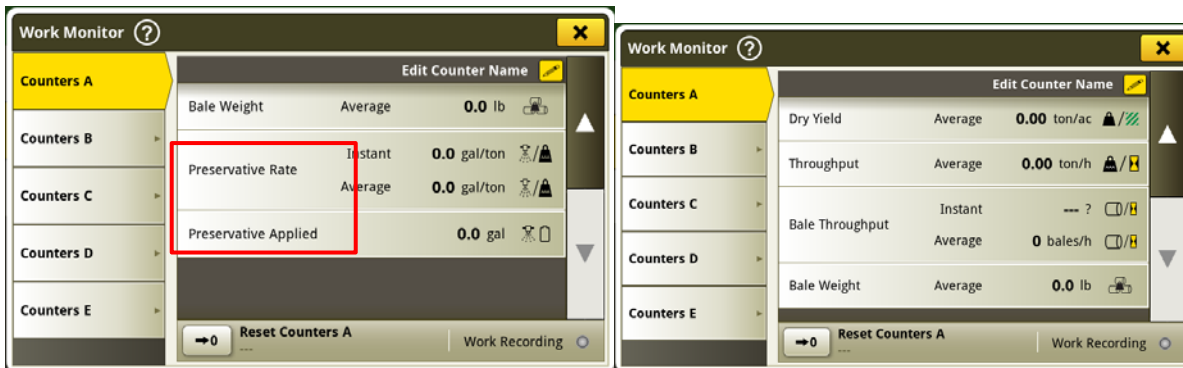 Work Monitor ?
Counters A
Counters B
Counters C
Counters D
Counters E
Edit Counter Name
Bale Weight Average 0.0 lb
Preservative Rate
Instant 0.0 gal/ton
Average 0.0 gal/ton
Preservative Applied 0.0 gal
→0 Reset Counters A
---
Work Recording
Work Monitor ?
Counters A
Counters B
Counters C
Counters D
Counters E
Edit Counter Name
Dry Yield Average 0.00 ton/ac
Throughput Average 0.00 ton/h
Bale Throughput
Instant --- ?
Average 0 bales/h
Bale Weight Average 0.0 lb
→0 Reset Counters A
---
Work Recording